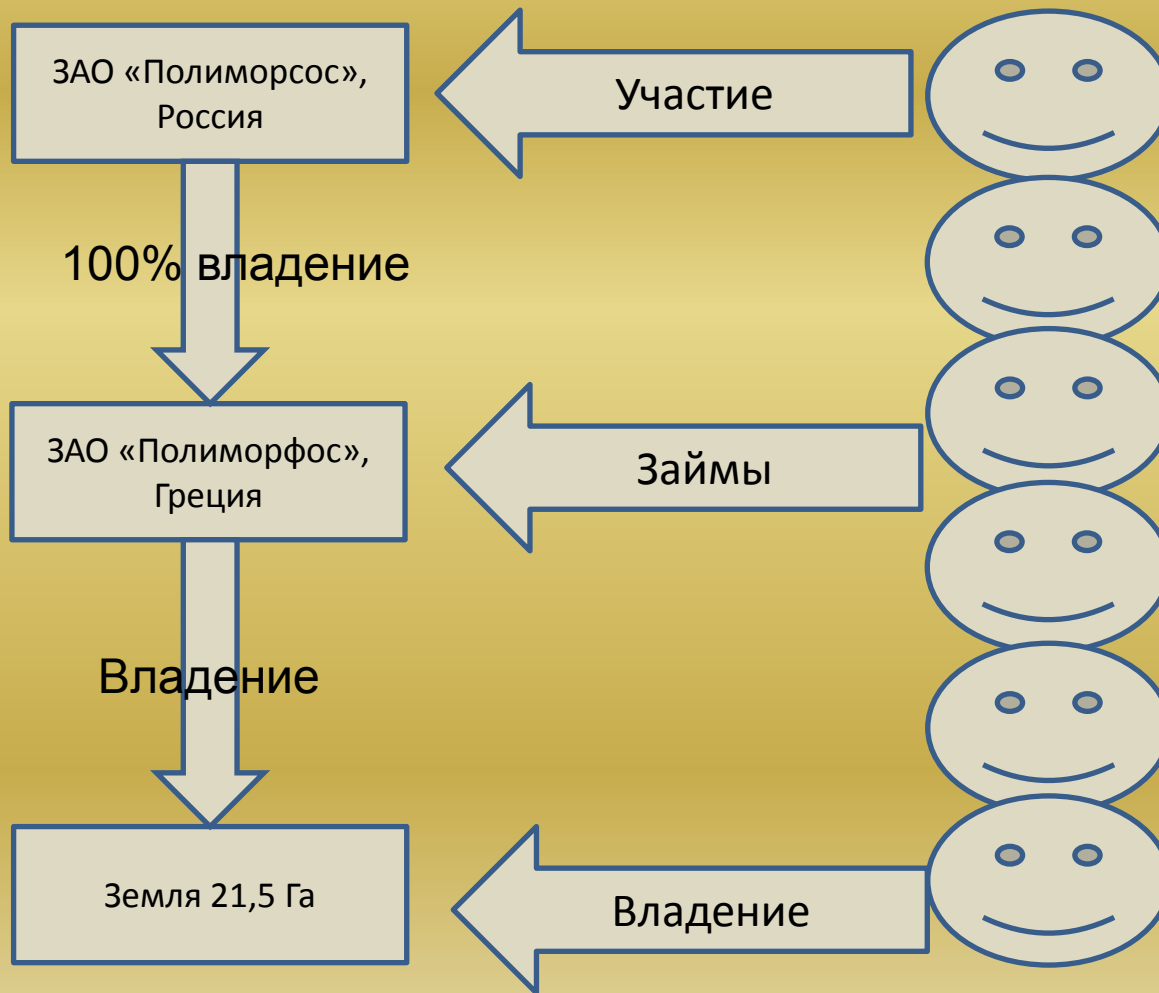 ЗАО «Полиморсос»,
Россия
Участие
100% владение
ЗАО «Полиморфос»,
Греция
Займы
Владение
Земля 21,5 Га
Владение